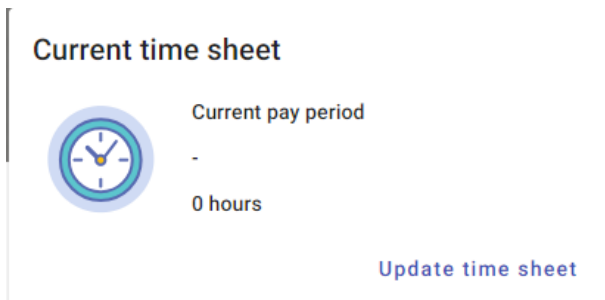 Current time sheet
Current pay period
-
0 hours
Update time sheet